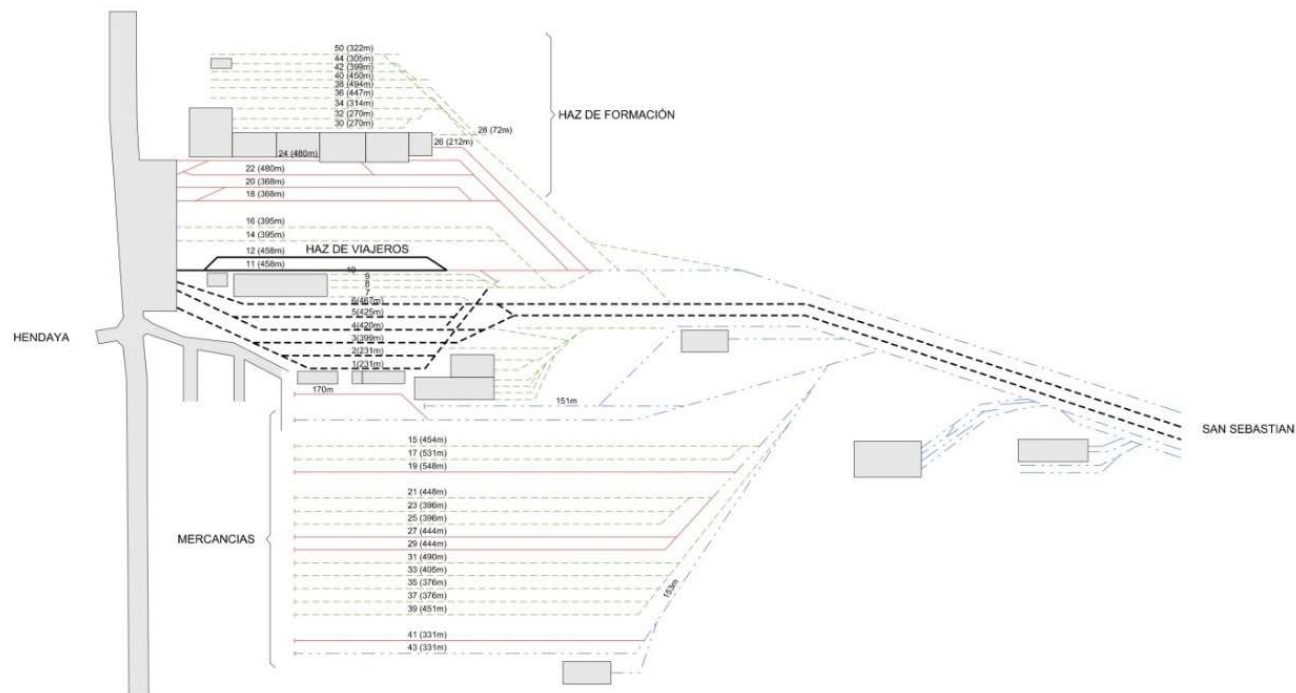 50 (322m)
44 (305m)
42 (399m)
40 (450m)
38 (494m)
36 (447m)
34 (314m)
32 (270m)
30 (270m)
HAZ DE FORMACIÓN
28 (72m)
26 (212m)
24 (480m)
22 (480m)
20 (368m)
18 (368m)
16 (395m)
14 (395m)
12 (458m)
HAZ DE VIAJEROS
11 (458m)
10
9
8
7
6(467m)
5(425m)
4(420m)
3(399m)
2(231m)
1(231m)
HENDAYA
170m
151m
SAN SEBASTIAN
15 (454m)
17 (531m)
19 (548m)
21 (448m)
23 (396m)
25 (396m)
27 (444m)
29 (444m)
MERCANCIAS
31 (490m)
33 (405m)
35 (376m)
37 (376m)
39 (451m)
153m
41 (331m)
43 (331m)